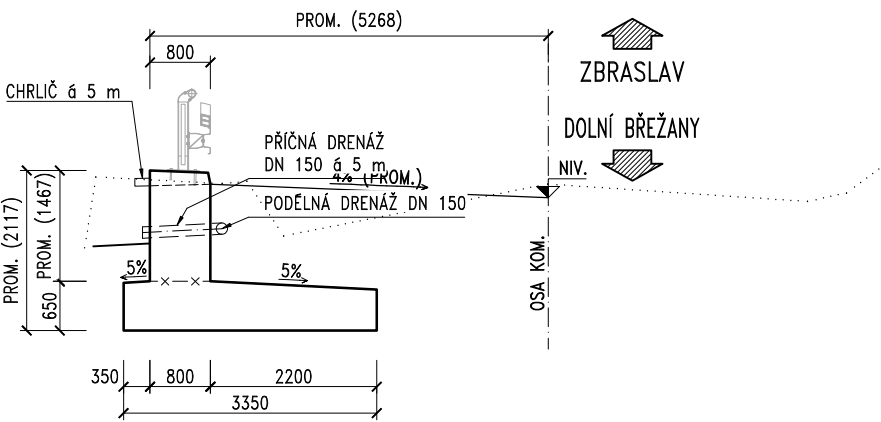 PROM. (5268)
800
ZBRASLAV
CHRLIČ á 5 m
DOLNÍ BŘEŽANY
PŘÍČNÁ DRENÁŽ
DN 150 á 5 m
4% (PROM.)
NIV.
PODÉLNÁ DRENÁŽ DN 150
PROM. (2117)
PROM. (1467)
650
5%
5%
OSA KOM.
350
800
2200
3350